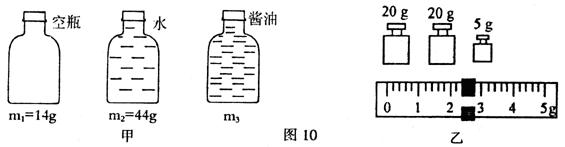 空瓶 水 酱油
m₁=14g m₂=44g m₃
甲
图 10
20 g 20 g 5 g
0 1 2 3 4 5g
乙